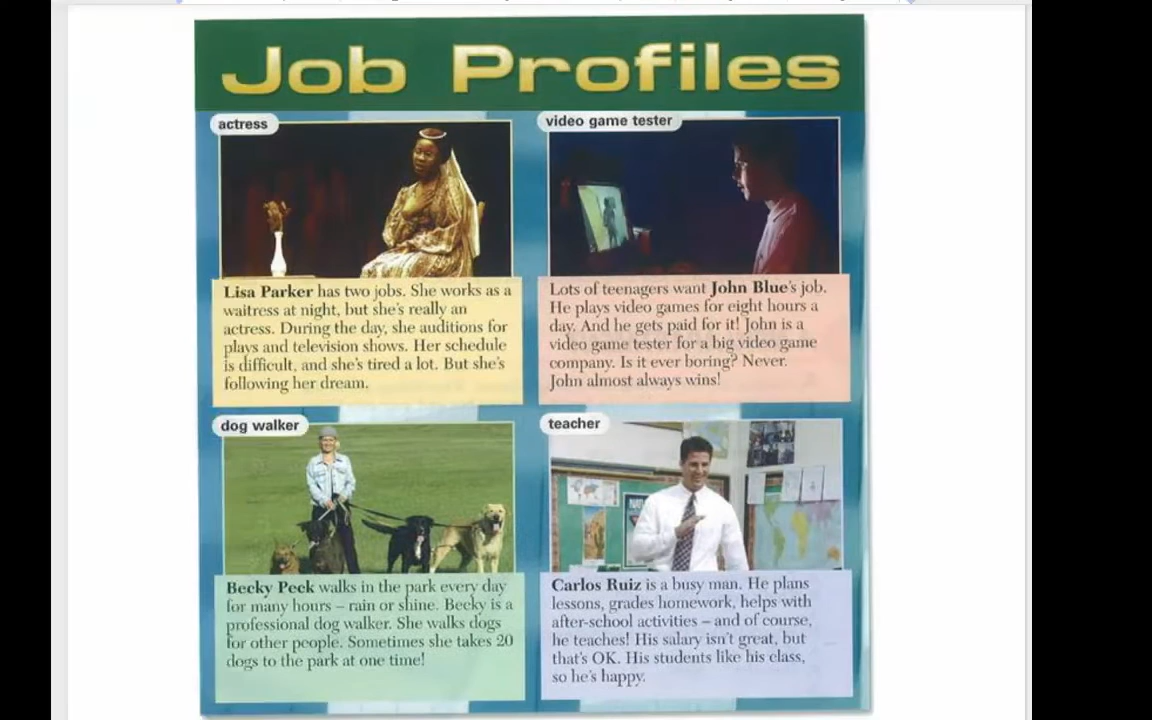 Job Profiles
actress
Lisa Parker has two jobs. She works as a
waitress at night, but she's really an
actress. During the day, she auditions for
plays and television shows. Her schedule
is difficult, and she's tired a lot. But she's
following her dream.
video game tester
Lots of teenagers want John Blue's job.
He plays video games for eight hours a
day. And he gets paid for it! John is a
video game tester for a big video game
company. Is it ever boring? Never.
John almost always wins!
dog walker
Becky Peck walks in the park every day
for many hours – rain or shine. Becky is a
professional dog walker. She walks dogs
for other people. Sometimes she takes 20
dogs to the park at one time!
teacher
Carlos Ruiz is a busy man. He plans
lessons, grades homework, helps with
after-school activities – and of course,
he teaches! His salary isn't great, but
that's OK. His students like his class,
so he's happy.